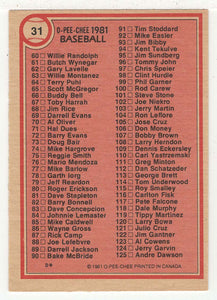 31
O-PEE-CHEE 1981
BASEBALL
60 □ Willie Randolph
61 □ Butch Wynegar
62 □ Gary Lavelle
63 □ Willie Montanez
64 □ Terry Puhl
65 □ Scott McGregor
66 □ Buddy Bell
67 □ Toby Harrah
68 □ Jim Rice
69 □ Darrell Evans
70 □ Al Oliver
71 □ Hal Dues
72 □ Barry Evans
73 □ Doug Bair
74 □ Mike Hargrove
75 □ Reggie Smith
76 □ Mario Mendoza
77 □ Mike Barlow
78 □ Garth Iorg
79 □ Jeff Reardon
80 □ Roger Erickson
81 □ Dave Stapleton
82 □ Barry Bonnell
83 □ Dave Concepcion
84 □ Johnnie Lemaster
85 □ Mike Caldwell
86 □ Wayne Gross
87 □ Rick Camp
88 □ Joe Lefebvre
89 □ Darrell Jackson
90 □ Bake McBride
91 □ Tim Stoddard
92 □ Mike Easler
93 □ Jim Bibby
94 □ Kent Tekulve
95 □ Jim Sundberg
96 □ Tommy John
97 □ Chris Speier
98 □ Clint Hurdle
99 □ Phil Garner
100 □ Rod Carew
101 □ Steve Stone
102 □ Joe Niekro
103 □ Jerry Martin
104 □ Ron LeFlore
105 □ Jose Cruz
106 □ Don Money
107 □ Bobby Brown
108 □ Larry Herndon
109 □ Dennis Eckersley
110 □ Carl Yastrzemski
111 □ Greg Minton
112 □ Dan Schatzeder
113 □ George Brett
114 □ Tom Underwood
115 □ Roy Smalley
116 □ Carlton Fisk
117 □ Pete Falcone
118 □ Dale Murphy
119 □ Tippy Martinez
120 □ Larry Bowa
121 □ Julio Cruz
122 □ Jim Gantner
123 □ Al Cowens
124 □ Jerry Garvin
125 □ Andre Dawson
© 1981 O-PEE-CHEE PRINTED IN CANADA